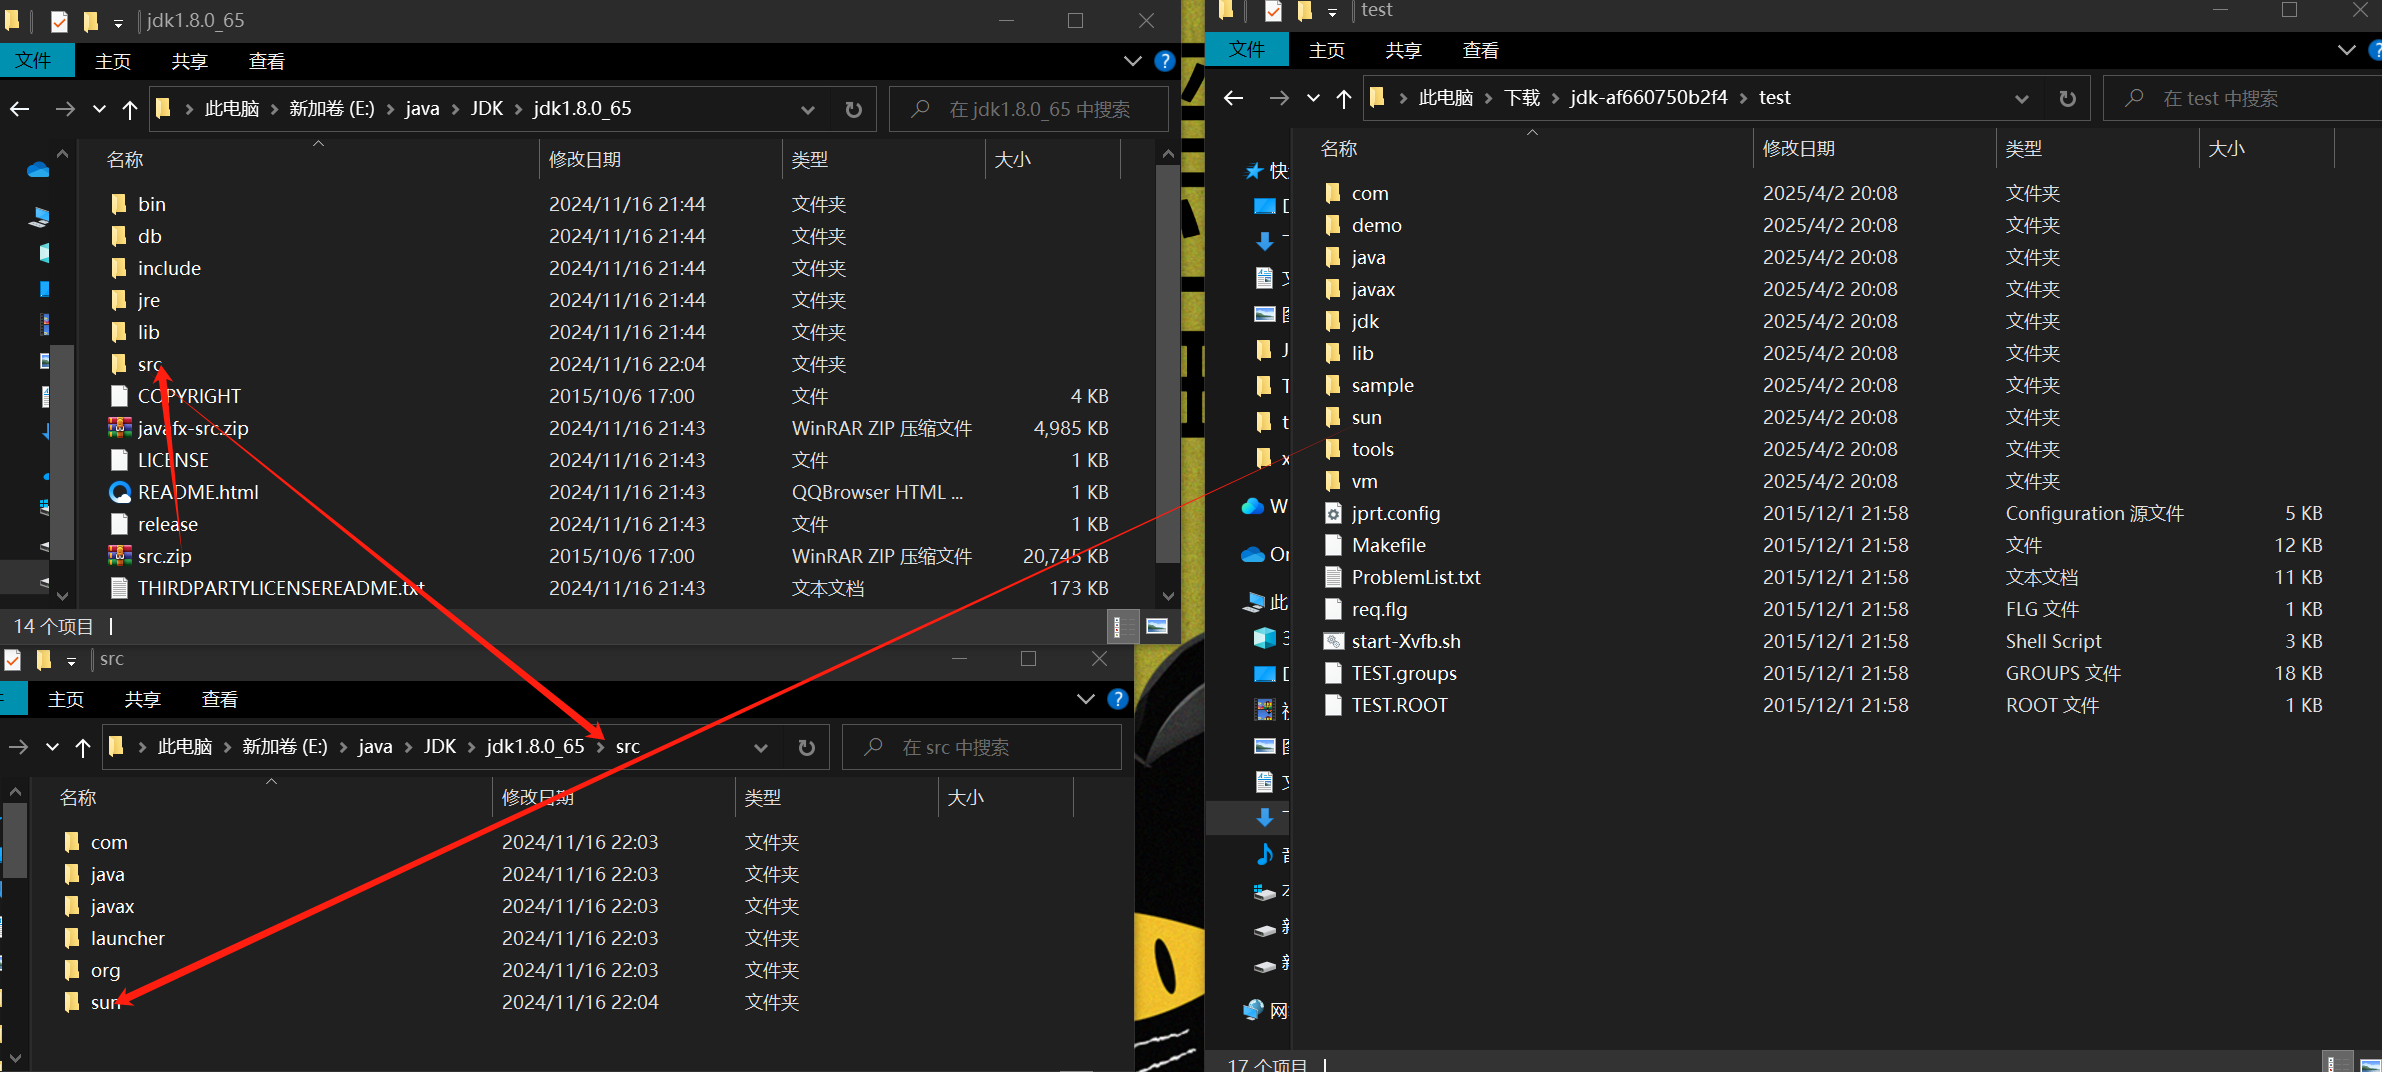 jdk1.8.0_65
文件 主页 共享 查看
此电脑 新加卷 (E:) java JDK jdk1.8.0_65 在 jdk1.8.0_65 中搜索
名称 修改日期 类型 大小
bin 2024/11/16 21:44 文件夹
db 2024/11/16 21:44 文件夹
include 2024/11/16 21:44 文件夹
jre 2024/11/16 21:44 文件夹
lib 2024/11/16 21:44 文件夹
src 2024/11/16 22:04 文件夹
COPYRIGHT 2015/10/6 17:00 文件 4 KB
javafx-src.zip 2024/11/16 21:43 WinRAR ZIP 压缩文件 4,985 KB
LICENSE 2024/11/16 21:43 文件 1 KB
README.html 2024/11/16 21:43 QQBrowser HTML ... 1 KB
release 2024/11/16 21:43 文件 1 KB
src.zip 2015/10/6 17:00 WinRAR ZIP 压缩文件 20,745 KB
THIRDPARTYLICENSEREADME.txt 2024/11/16 21:43 文本文档 173 KB
14 个项目
src
主页 共享 查看
此电脑 新加卷 (E:) java JDK jdk1.8.0_65 src 在 src 中搜索
名称 修改日期 类型 大小
com 2024/11/16 22:03 文件夹
java 2024/11/16 22:03 文件夹
javax 2024/11/16 22:03 文件夹
launcher 2024/11/16 22:03 文件夹
org 2024/11/16 22:03 文件夹
sun 2024/11/16 22:04 文件夹
test
文件 主页 共享 查看
此电脑 下载 jdk-af660750b2f4 test 在 test 中搜索
名称 修改日期 类型 大小
com 2025/4/2 20:08 文件夹
demo 2025/4/2 20:08 文件夹
java 2025/4/2 20:08 文件夹
javax 2025/4/2 20:08 文件夹
jdk 2025/4/2 20:08 文件夹
lib 2025/4/2 20:08 文件夹
sample 2025/4/2 20:08 文件夹
sun 2025/4/2 20:08 文件夹
tools 2025/4/2 20:08 文件夹
vm 2025/4/2 20:08 文件夹
jprt.config 2015/12/1 21:58 Configuration 源文件 5 KB
Makefile 2015/12/1 21:58 文件 12 KB
ProblemList.txt 2015/12/1 21:58 文本文档 11 KB
req.flg 2015/12/1 21:58 FLG 文件 1 KB
start-Xvfb.sh 2015/12/1 21:58 Shell Script 3 KB
TEST.groups 2015/12/1 21:58 GROUPS 文件 18 KB
TEST.ROOT 2015/12/1 21:58 ROOT 文件 1 KB
17 个项目